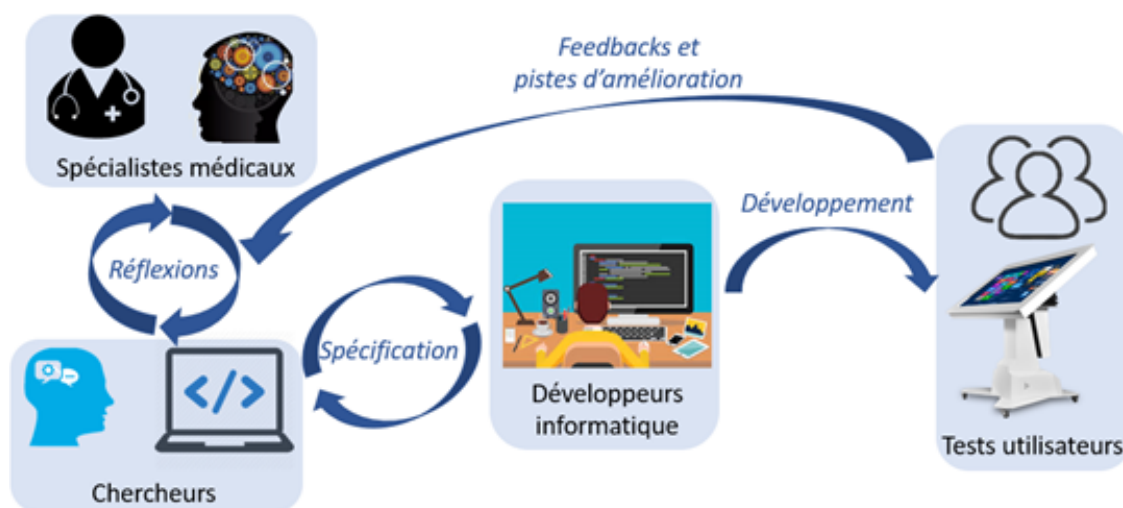 Feedbacks et
pistes d'amélioration
Spécialistes médicaux
Développement
Réflexions
Spécification
</>
Développeurs
informatique
Tests utilisateurs
Chercheurs